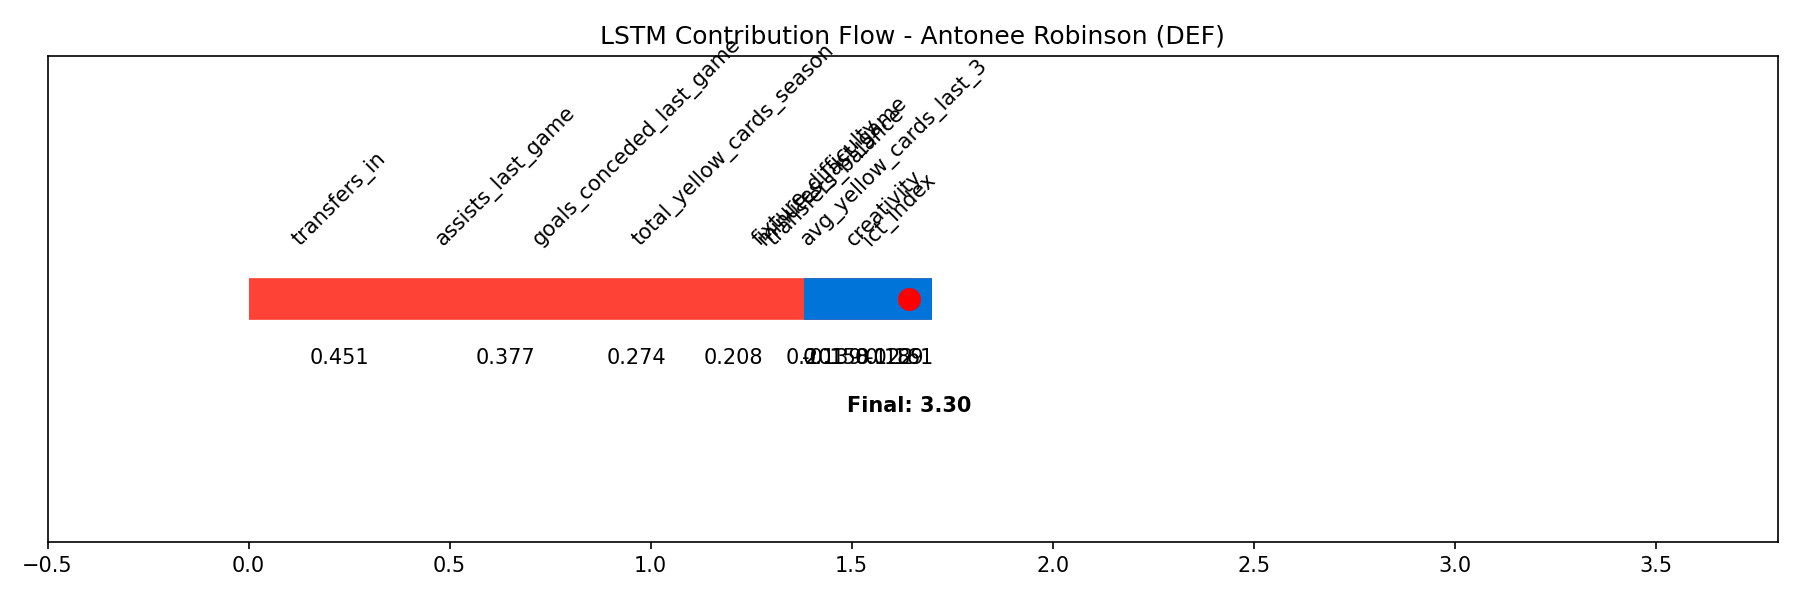 LSTM Contribution Flow - Antonee Robinson (DEF)
transfers_in
assists_last_game
goals_conceded_last_game
total_yellow_cards_season
fixture_difficulty
transfers_balance
avg_yellow_cards_last_3
creativity
ict_index
0.451
0.377
0.274
0.208
Final: 3.30
−0.5
0.0
0.5
1.0
1.5
2.0
2.5
3.0
3.5